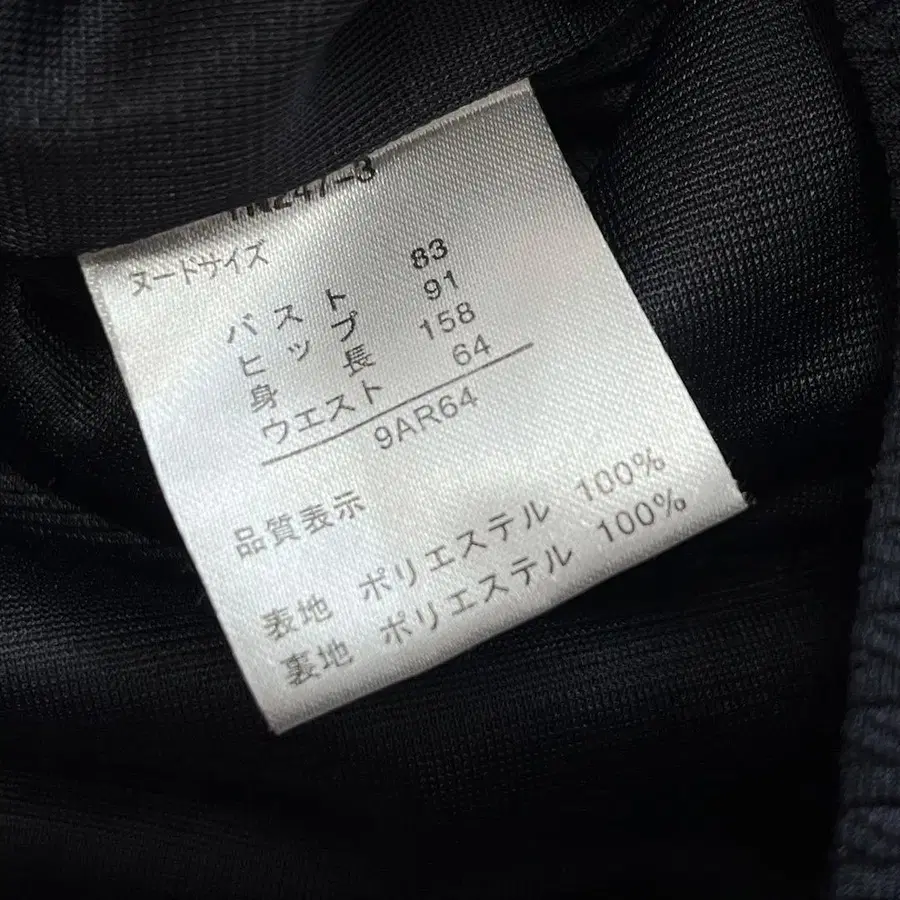 ヌードサイズ
バスト 83
ヒップ 91
身長 158
ウエスト 64
9AR64
品質表示
表地 ポリエステル 100%
裏地 ポリエステル 100%